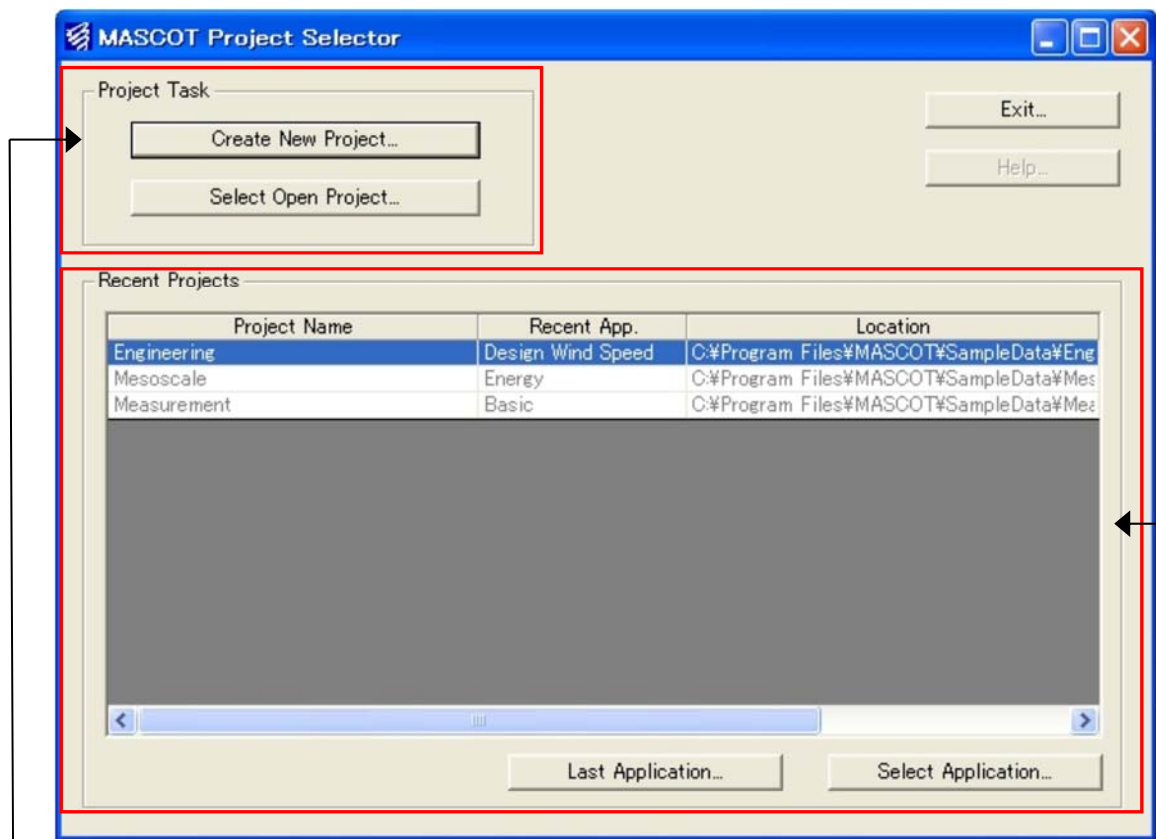 MASCOT Project Selector
Project Task
Create New Project...
Select Open Project...
Exit...
Help...
Recent Projects
Project Name Recent App. Location
Engineering Design Wind Speed C:¥Program Files¥MASCOT¥SampleData¥Eng
Mesoscale Energy C:¥Program Files¥MASCOT¥SampleData¥Mes
Measurement Basic C:¥Program Files¥MASCOT¥SampleData¥Mea
Last Application... Select Application...